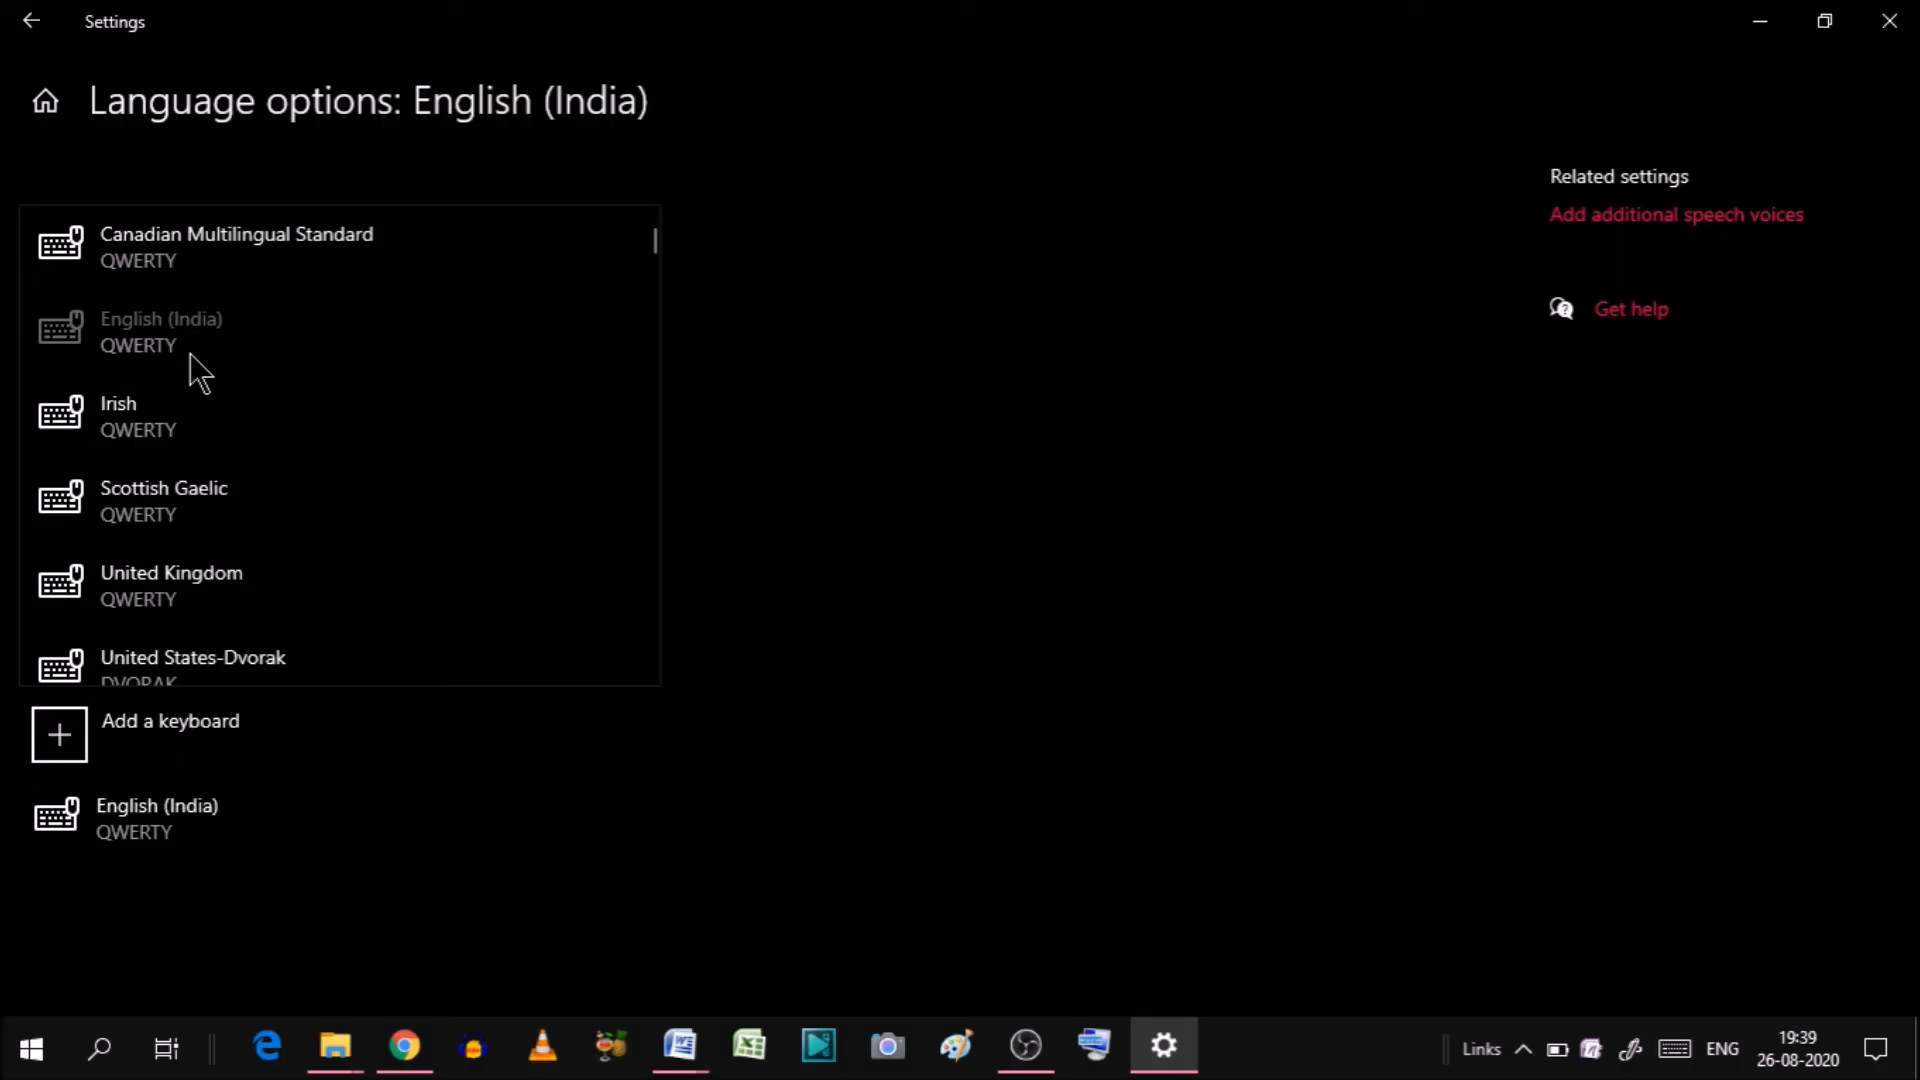 Settings
Language options: English (India)
Related settings
Add additional speech voices
Get help
Canadian Multilingual Standard
QWERTY
English (India)
QWERTY
Irish
QWERTY
Scottish Gaelic
QWERTY
United Kingdom
QWERTY
United States-Dvorak
DVORAK
Add a keyboard
English (India)
QWERTY
Links
ENG
19:39
26-08-2020